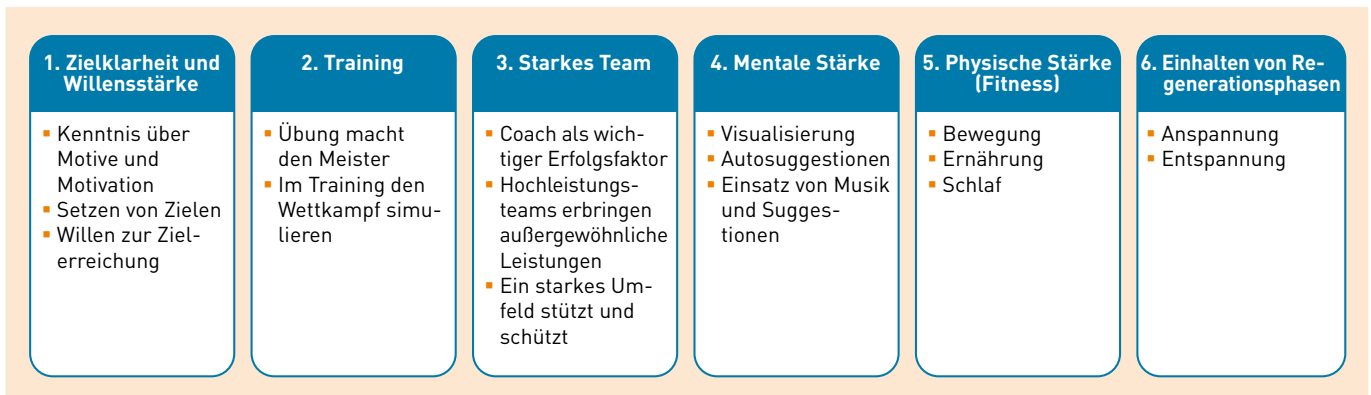 1. Zielklarheit und
Willensstärke
▪ Kenntnis über
Motive und
Motivation
▪ Setzen von Zielen
▪ Willen zur Ziel-
erreichung
2. Training
▪ Übung macht
den Meister
▪ Im Training den
Wettkampf simu-
lieren
3. Starkes Team
▪ Coach als wich-
tiger Erfolgsfaktor
▪ Hochleistungs-
teams erbringen
außergewöhnliche
Leistungen
▪ Ein starkes Um-
feld stützt und
schützt
4. Mentale Stärke
▪ Visualisierung
▪ Autosuggestionen
▪ Einsatz von Musik
und Sugges-
tionen
5. Physische Stärke
(Fitness)
▪ Bewegung
▪ Ernährung
▪ Schlaf
6. Einhalten von Re-
generationsphasen
▪ Anspannung
▪ Entspannung